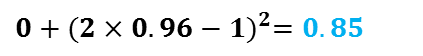 0 + (2 × 0.96 − 1)²= 0.85